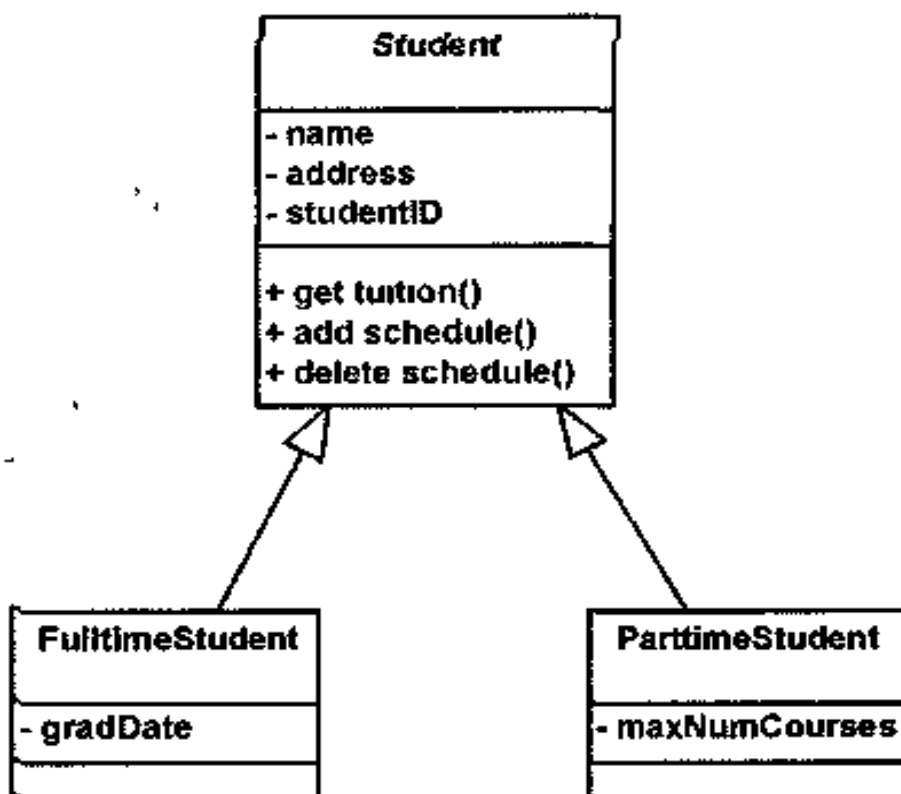 Student
- name
- address
- studentID
+ get tuition()
+ add schedule()
+ delete schedule()
FulltimeStudent
- gradDate
ParttimeStudent
- maxNumCourses